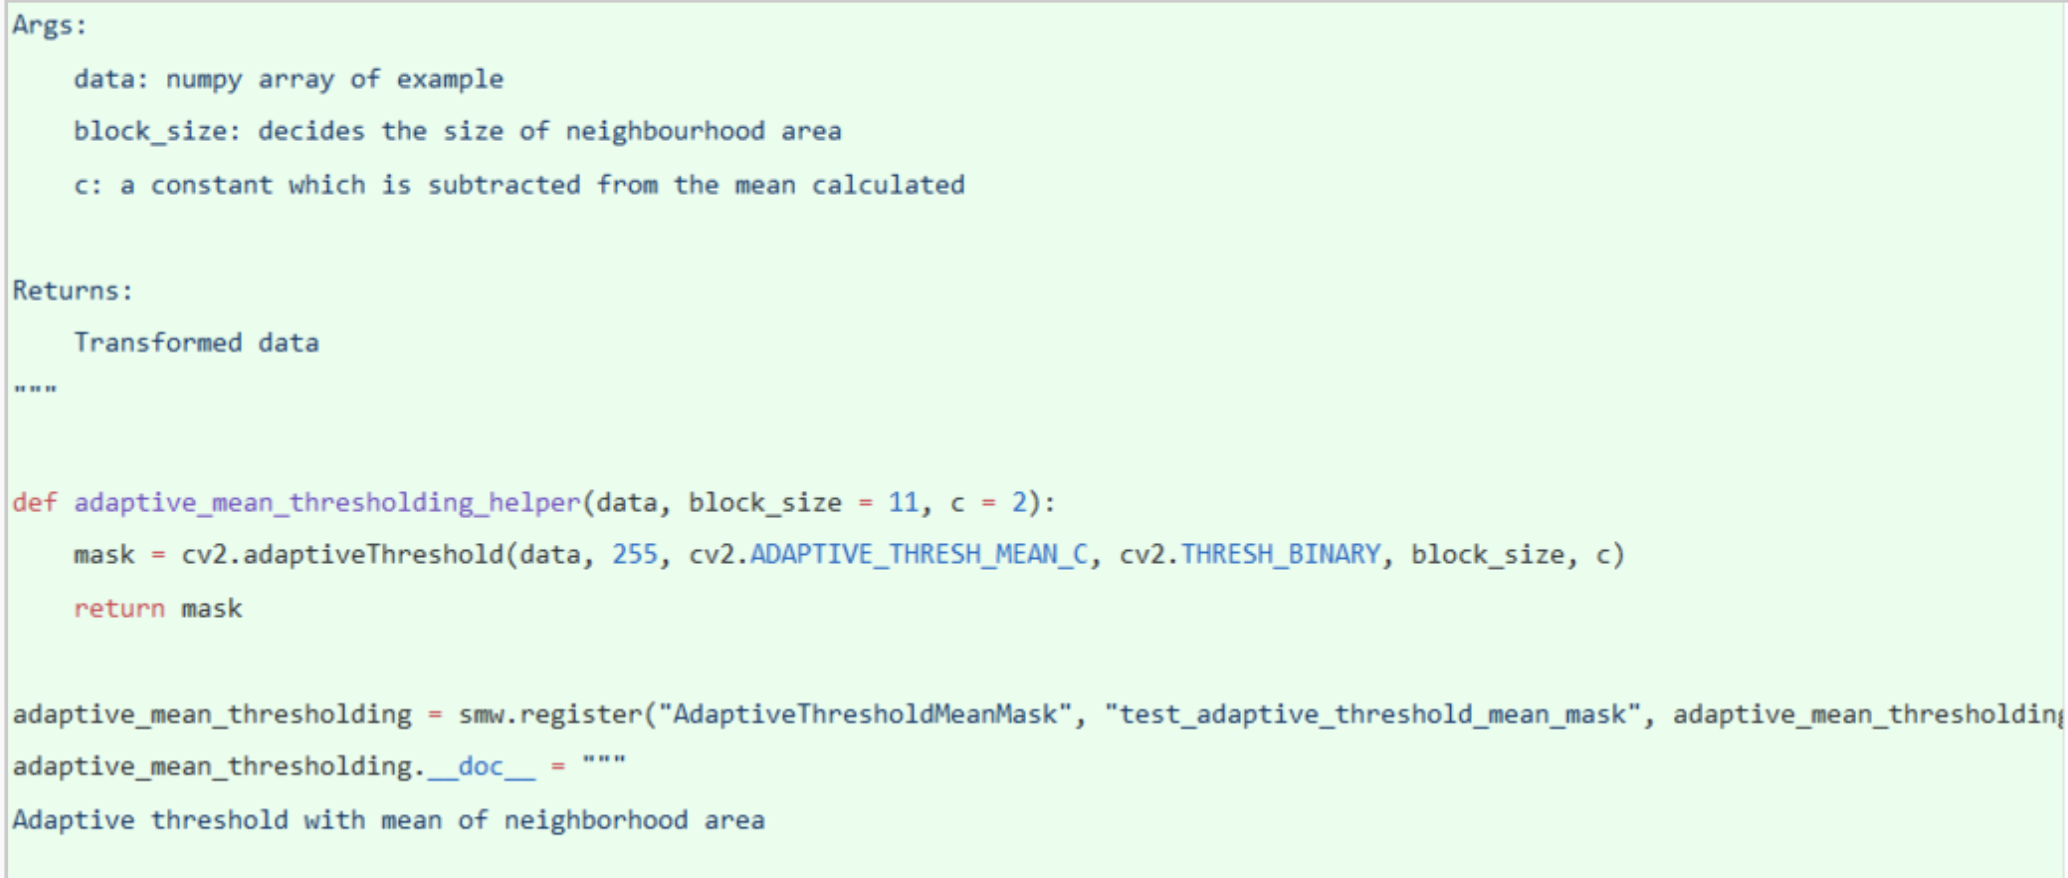 Args:
    data: numpy array of example
    block_size: decides the size of neighbourhood area
    c: a constant which is subtracted from the mean calculated
Returns:
    Transformed data
"""
def adaptive_mean_thresholding_helper(data, block_size = 11, c = 2):
    mask = cv2.adaptiveThreshold(data, 255, cv2.ADAPTIVE_THRESH_MEAN_C, cv2.THRESH_BINARY, block_size, c)
    return mask
adaptive_mean_thresholding = smw.register("AdaptiveThresholdMeanMask", "test_adaptive_threshold_mean_mask", adaptive_mean_thresholding
adaptive_mean_thresholding.__doc__ = """
Adaptive threshold with mean of neighborhood area